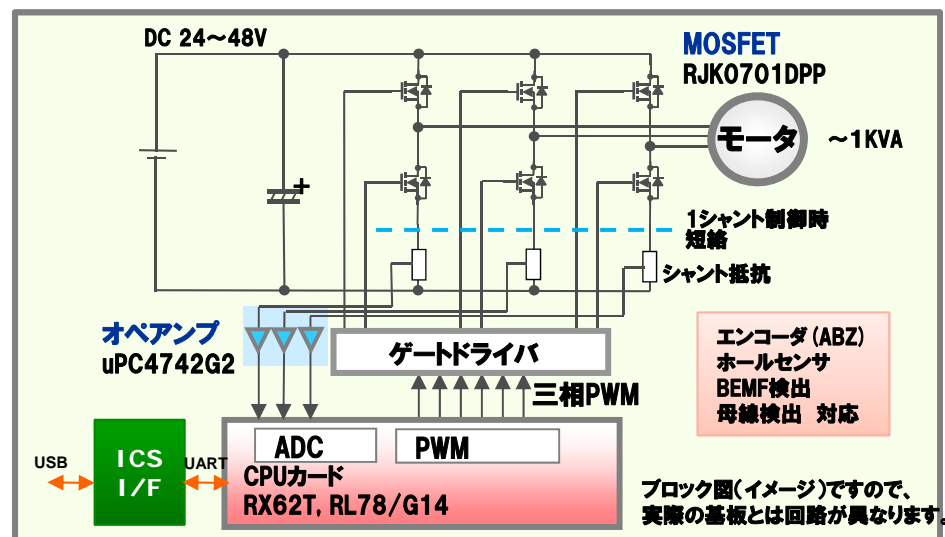 DC 24～48V
MOSFET
RJK0701DPP
モータ
～1KVA
+
1シャント制御時
短絡
シャント抵抗
オペアンプ
uPC4742G2
ゲートドライバ
三相PWM
エンコーダ(ABZ)
ホールセンサ
BEMF検出
母線検出 対応
ADC
PWM
CPUカード
RX62T, RL78/G14
USB
ICS
I/F
UART
ブロック図(イメージ)ですので、
実際の基板とは回路が異なります。